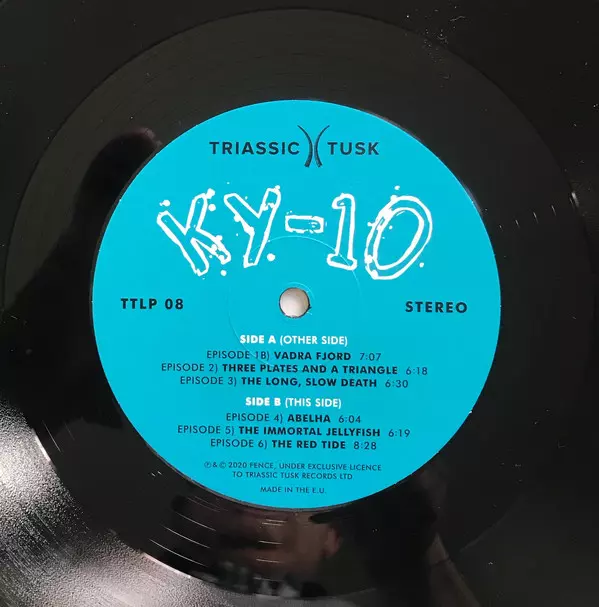 TRIASSIC TUSK
KY-10
TTLP 08
STEREO
SIDE A (OTHER SIDE)
EPISODE 1B) VADRA FJORD 7:07
EPISODE 2) THREE PLATES AND A TRIANGLE 6:18
EPISODE 3) THE LONG, SLOW DEATH 6:30
SIDE B (THIS SIDE)
EPISODE 4) ABELHA 6:04
EPISODE 5) THE IMMORTAL JELLYFISH 6:19
EPISODE 6) THE RED TIDE 8:28
℗ & © 2020 FENCE, UNDER EXCLUSIVE LICENCE
TO TRIASSIC TUSK RECORDS LTD
MADE IN THE E.U.